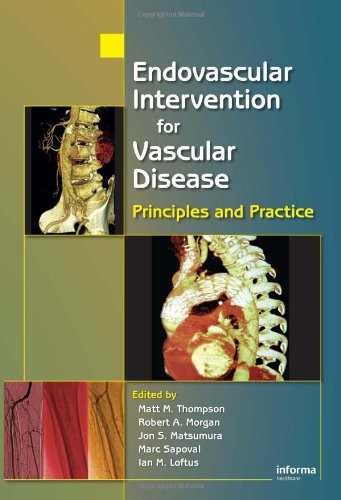 Endovascular
Intervention
for
Vascular
Disease
Principles and Practice
Edited by
Matt M. Thompson
Robert A. Morgan
Jon S. Matsumura
Marc Sapoval
Ian M. Loftus
informa
healthcare